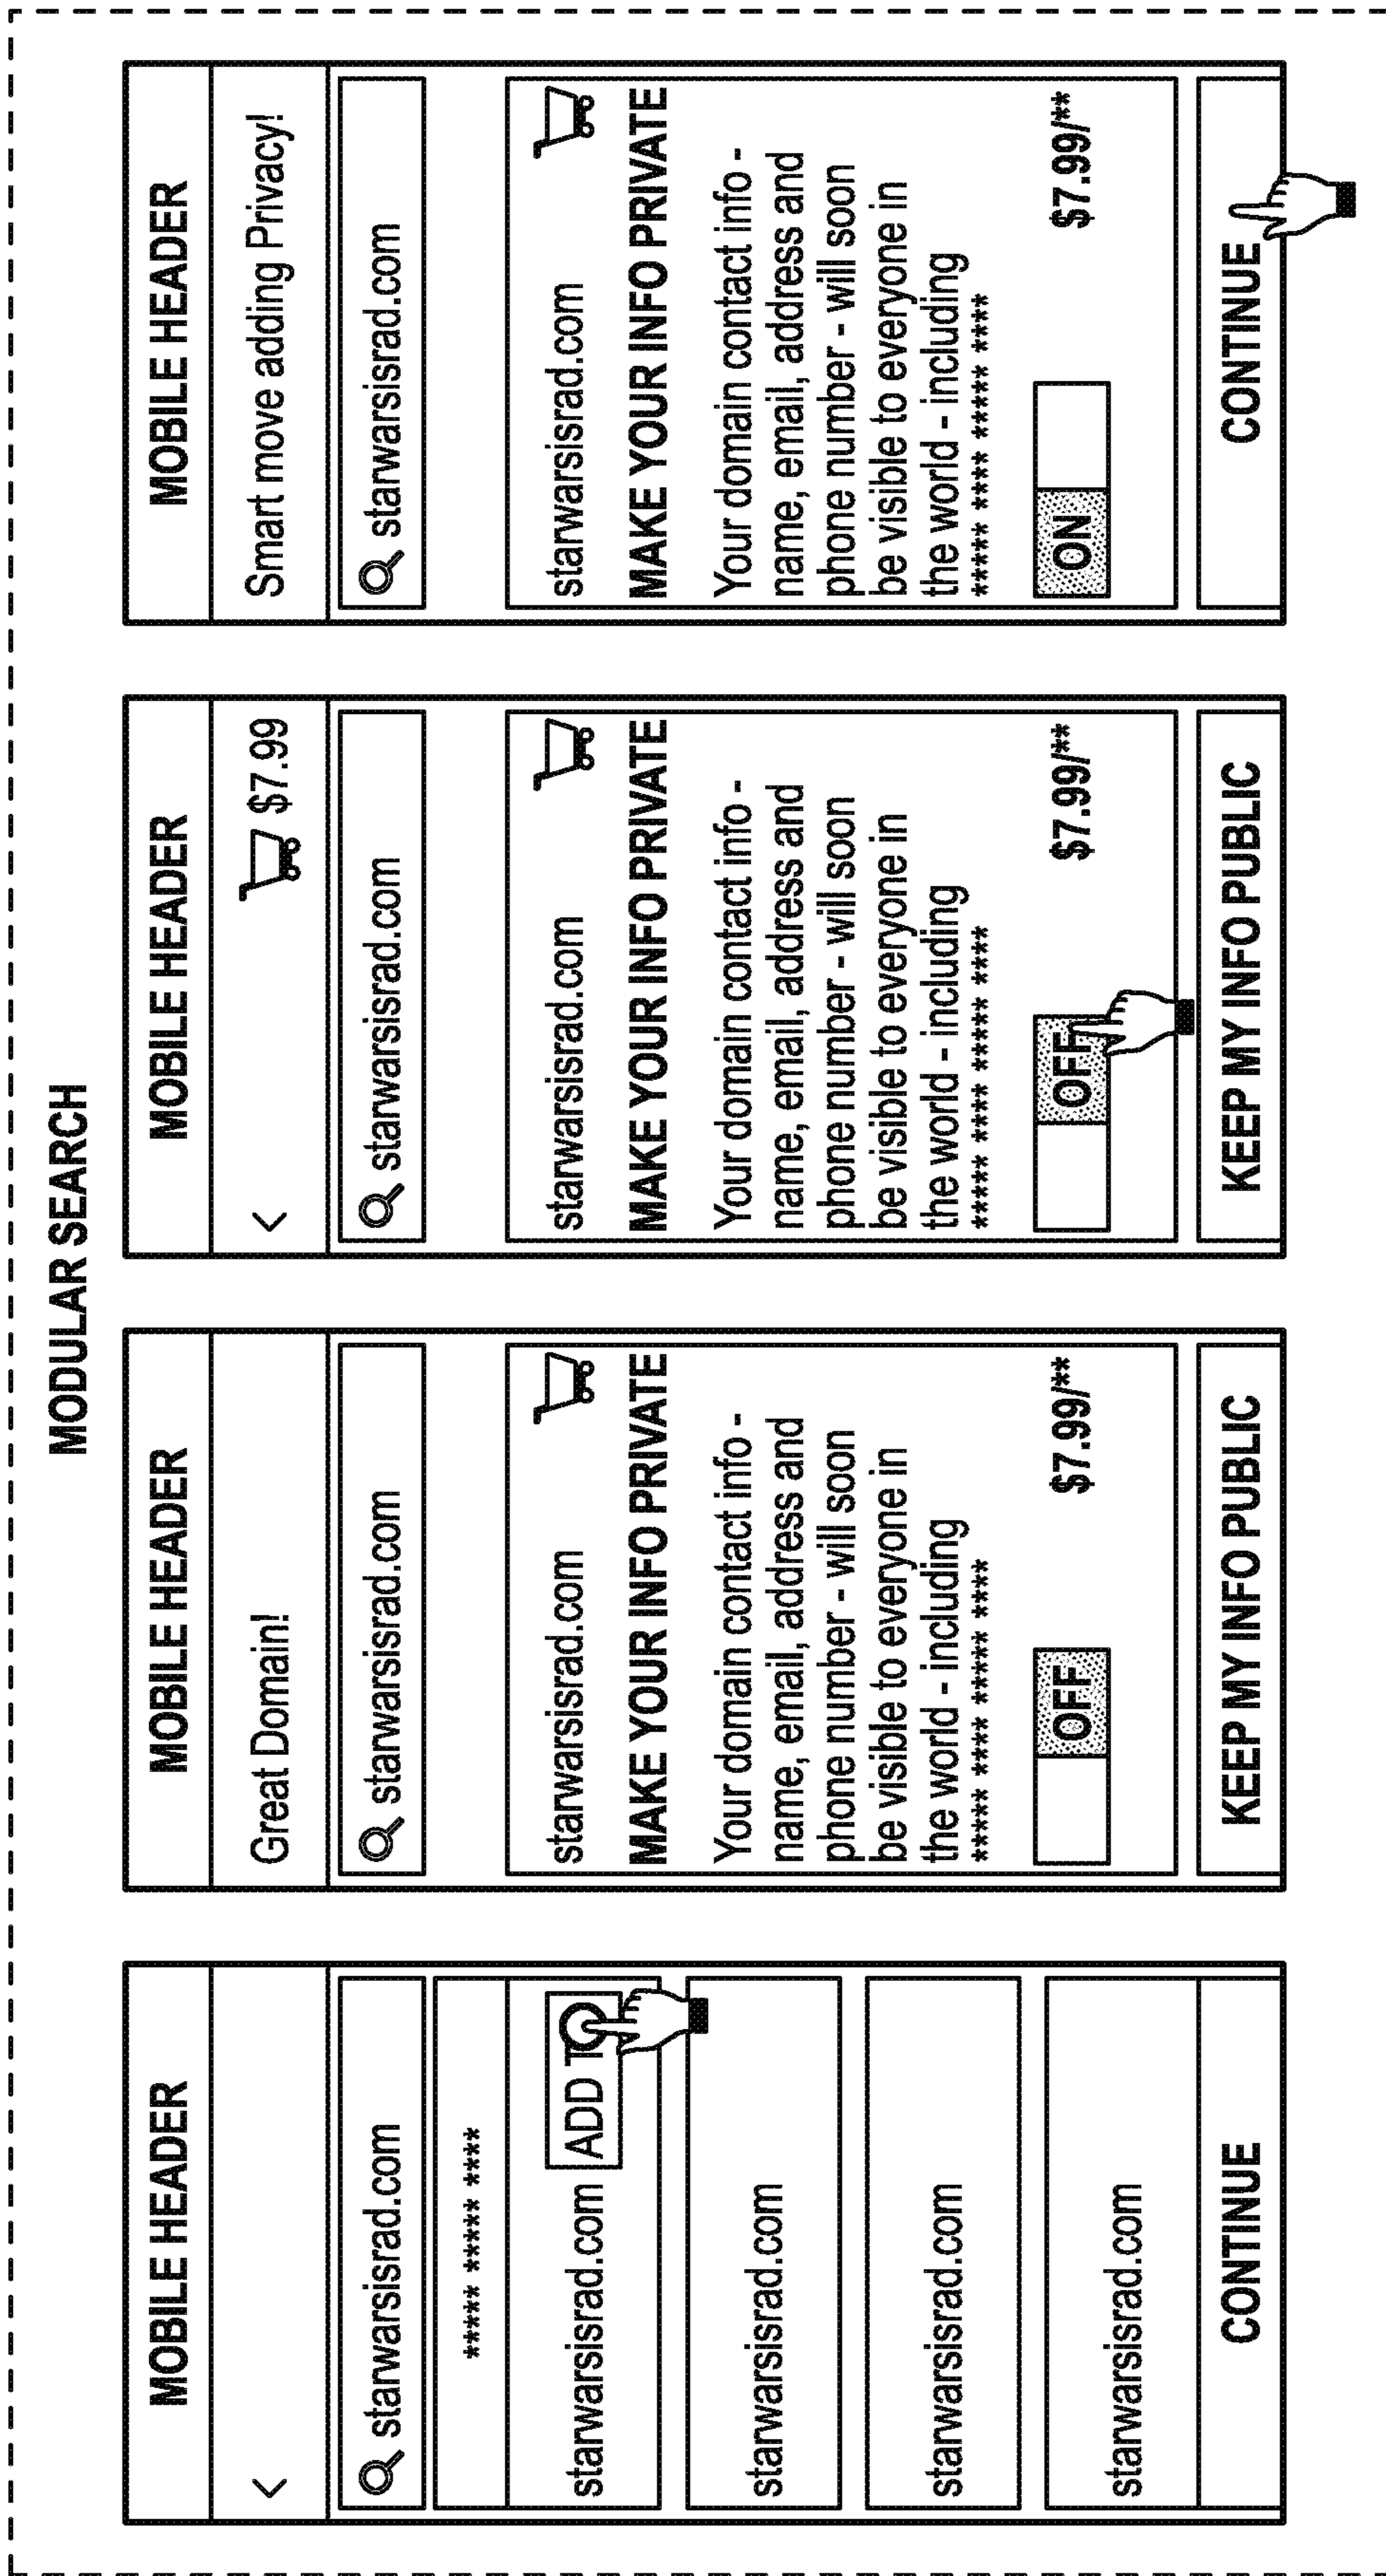 MODULAR SEARCH
MOBILE HEADER
<
starwarsisrad.com
***** ***** ****
starwarsisrad.com
ADD
starwarsisrad.com
starwarsisrad.com
starwarsisrad.com
CONTINUE
MOBILE HEADER
Great Domain!
starwarsisrad.com
starwarsisrad.com
MAKE YOUR INFO PRIVATE
Your domain contact info -
name, email, address and
phone number - will soon
be visible to everyone in
the world - including
***** **** ***** ****
OFF
$7.99/**
KEEP MY INFO PUBLIC
MOBILE HEADER
< $7.99
starwarsisrad.com
starwarsisrad.com
MAKE YOUR INFO PRIVATE
Your domain contact info -
name, email, address and
phone number - will soon
be visible to everyone in
the world - including
***** **** ***** ****
OFF
$7.99/**
KEEP MY INFO PUBLIC
MOBILE HEADER
Smart move adding Privacy!
starwarsisrad.com
starwarsisrad.com
MAKE YOUR INFO PRIVATE
Your domain contact info -
name, email, address and
phone number - will soon
be visible to everyone in
the world - including
***** **** ***** ****
ON
$7.99/**
CONTINUE